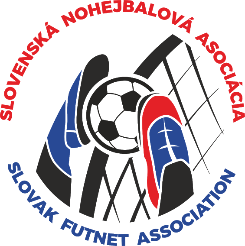 SLOVENSKÁ NOHEJBALOVÁ ASOCIÁCIA
SLOVAK FUTNET ASSOCIATION